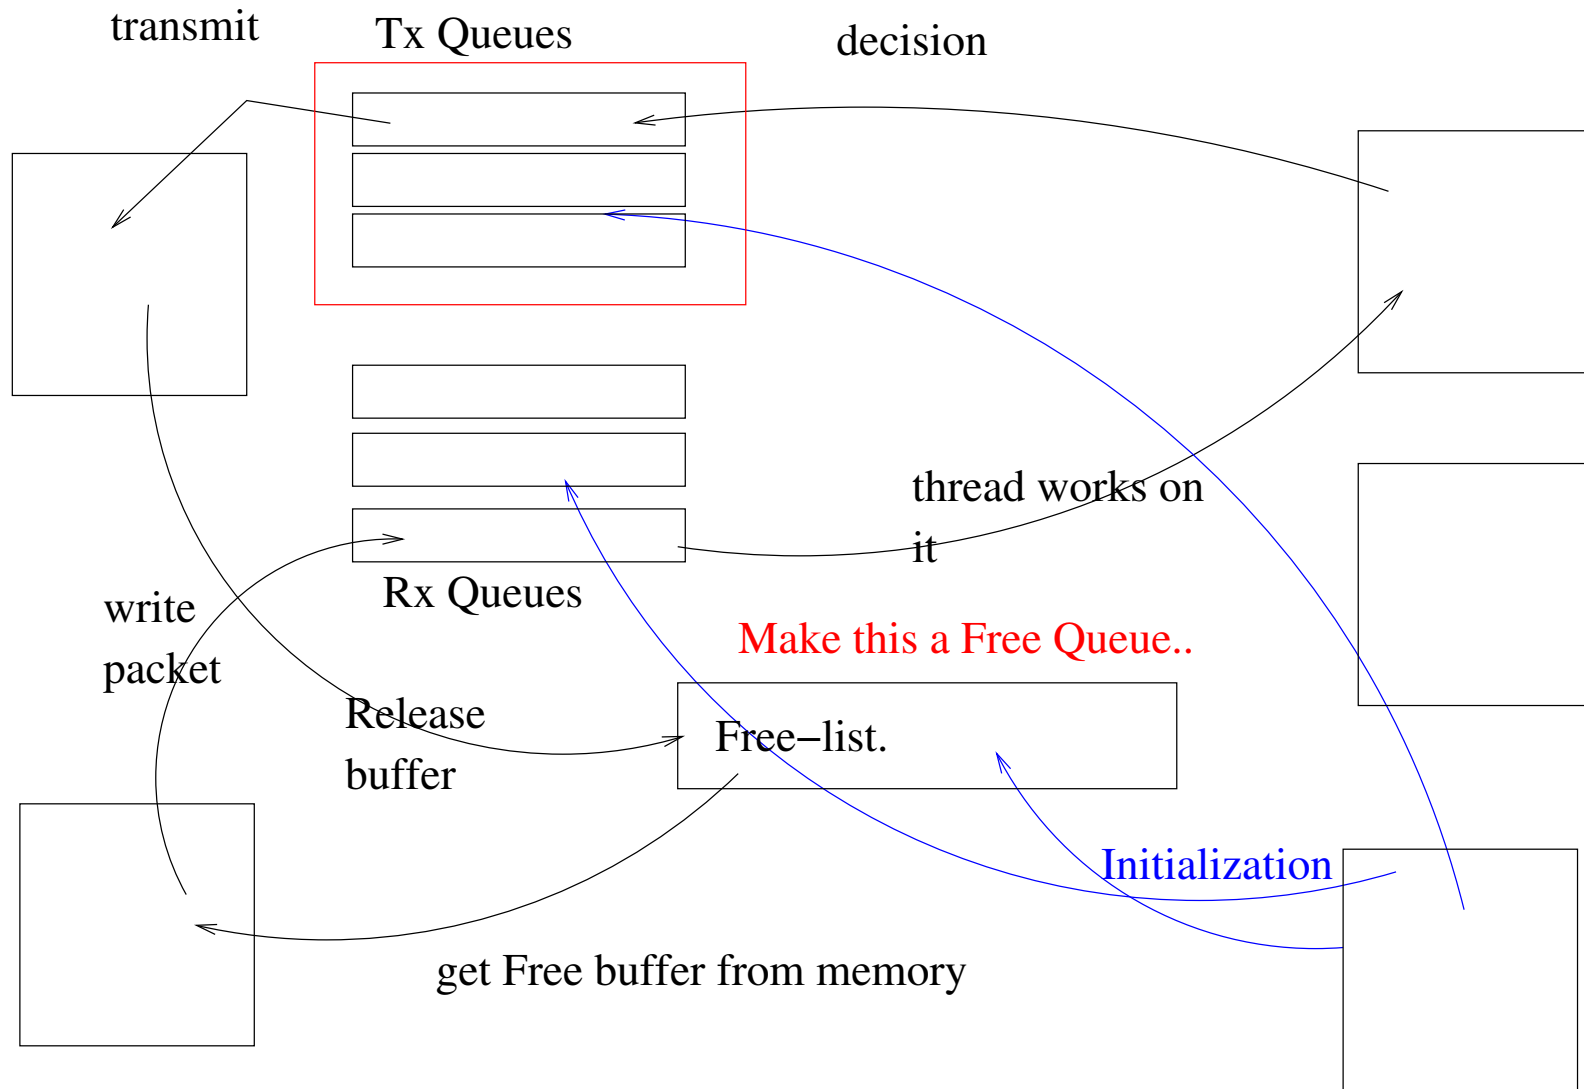 transmit
Tx Queues
decision
thread works on
it
Rx Queues
write
packet
Make this a Free Queue..
Release
buffer
Free−list.
Initialization
get Free buffer from memory